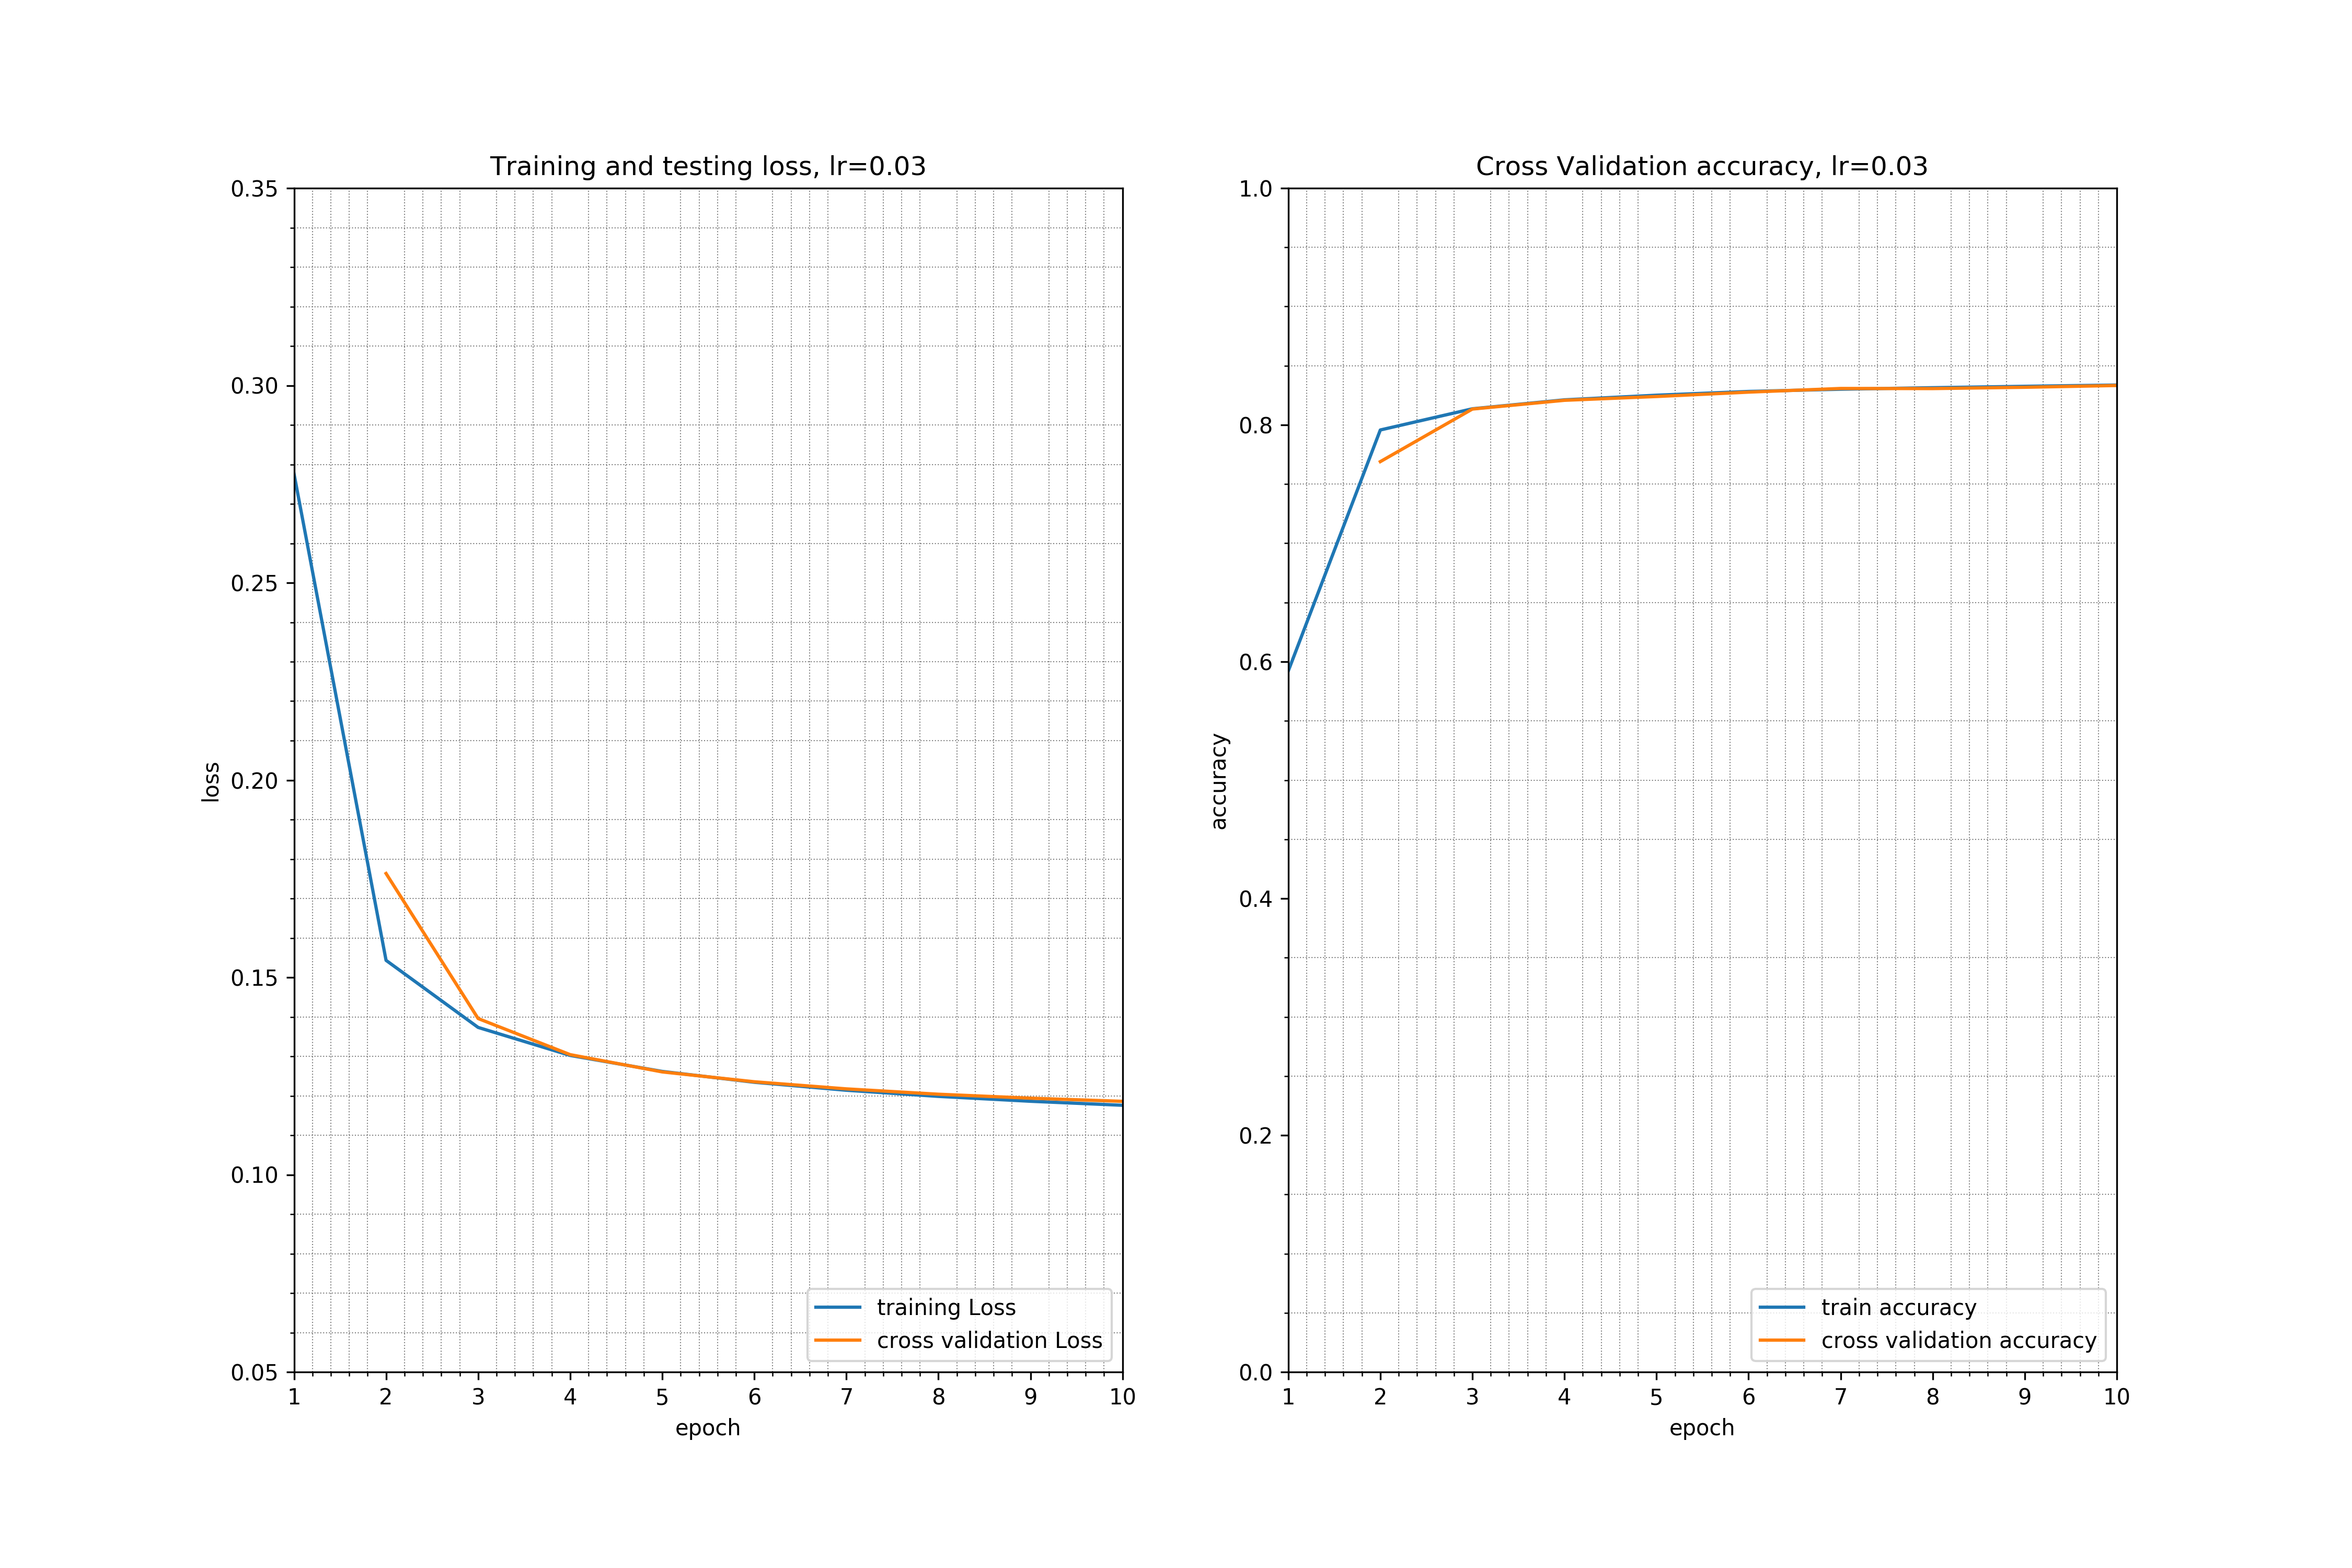 Training and testing loss, lr=0.03
0.35
0.30
0.25
0.20
0.15
0.10
0.05
loss
1 2 3 4 5 6 7 8 9 10
epoch
training Loss
cross validation Loss
Cross Validation accuracy, lr=0.03
1.0
0.8
0.6
0.4
0.2
0.0
accuracy
1 2 3 4 5 6 7 8 9 10
epoch
train accuracy
cross validation accuracy